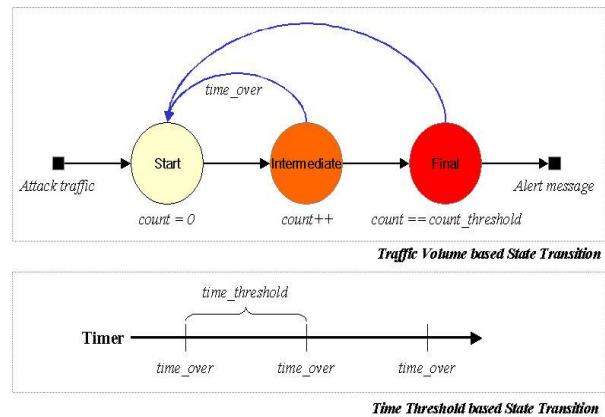 time_over
Start
Intermediate
Final
Attack traffic
Alert message
count = 0
count++
count == count_threshold
Traffic Volume based State Transition
time_threshold
Timer
time_over
time_over
time_over
Time Threshold based State Transition